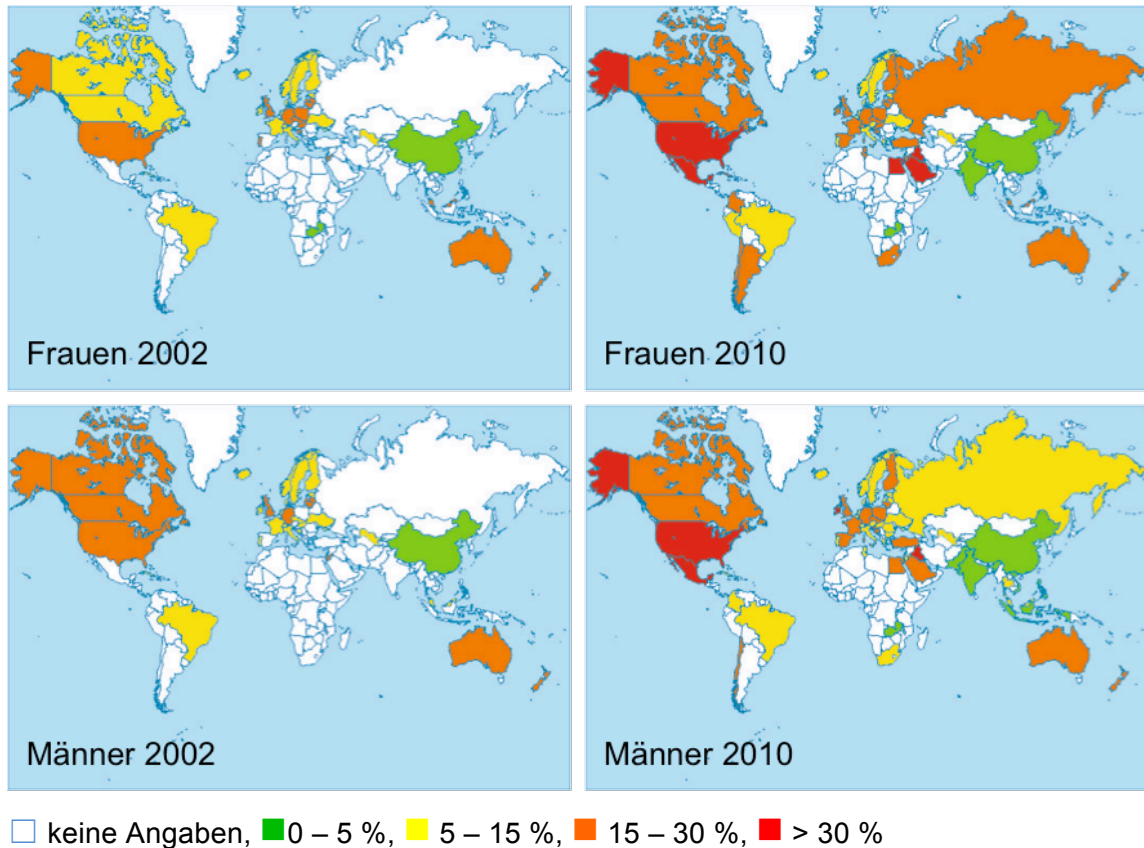 Frauen 2002
Frauen 2010
Männer 2002
Männer 2010
keine Angaben, 0 – 5 %, 5 – 15 %, 15 – 30 %, > 30 %